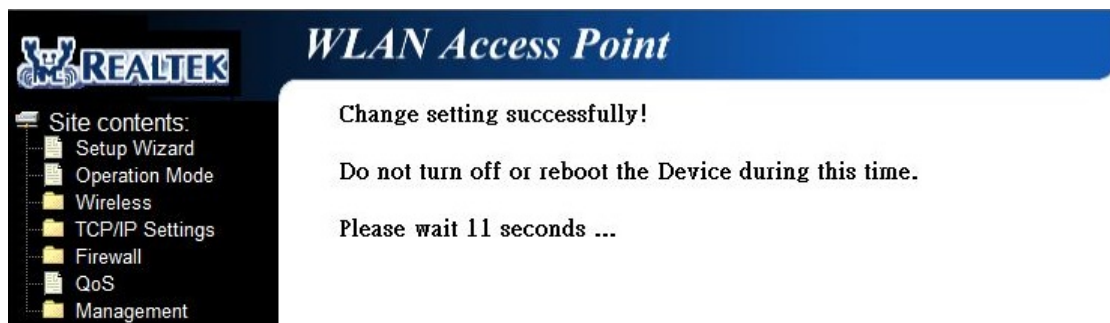 REALTEK
WLAN Access Point
Site contents:
Setup Wizard
Operation Mode
Wireless
TCP/IP Settings
Firewall
QoS
Management
Change setting successfully!
Do not turn off or reboot the Device during this time.
Please wait 11 seconds ...